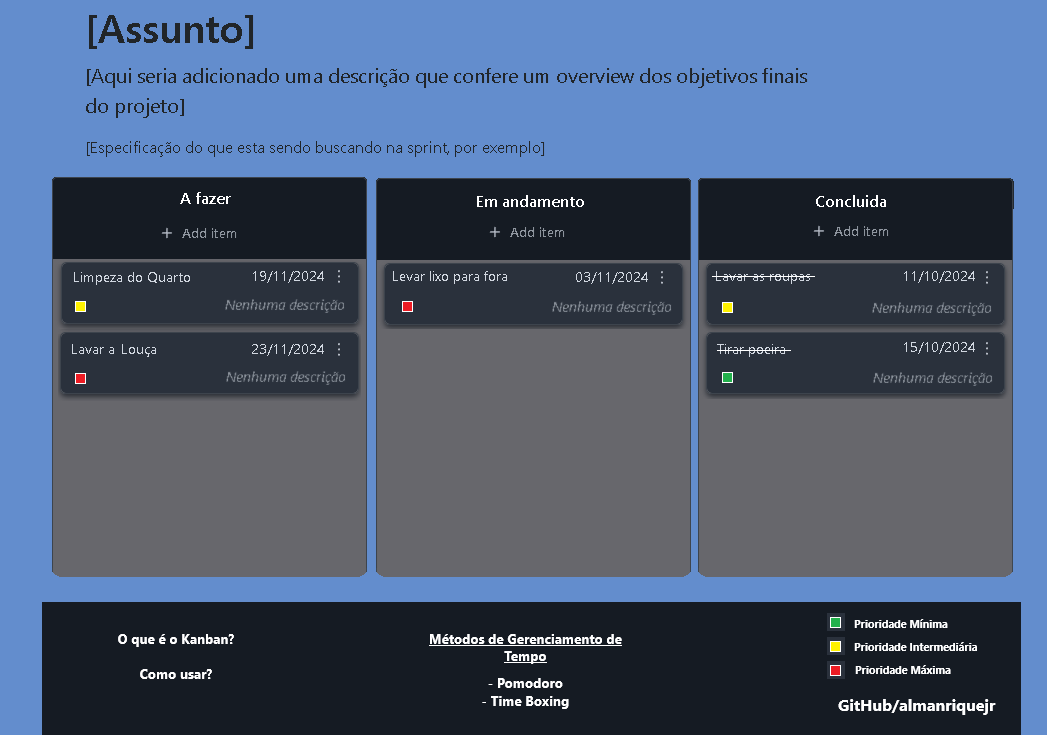 [Assunto]
[Aqui seria adicionado uma descrição que confere um overview dos objetivos finais
do projeto]
[Especificação do que esta sendo buscando na sprint, por exemplo]
A fazer
+ Add item
Limpeza do Quarto 19/11/2024
Nenhuma descrição
Lavar a Louça 23/11/2024
Nenhuma descrição
Em andamento
+ Add item
Levar lixo para fora 03/11/2024
Nenhuma descrição
Concluida
+ Add item
Lavar as roupas 11/10/2024
Nenhuma descrição
Tirar poeira 15/10/2024
Nenhuma descrição
O que é o Kanban?
Como usar?
Métodos de Gerenciamento de
Tempo
- Pomodoro
- Time Boxing
Prioridade Mínima
Prioridade Intermediária
Prioridade Máxima
GitHub/almanriquejr